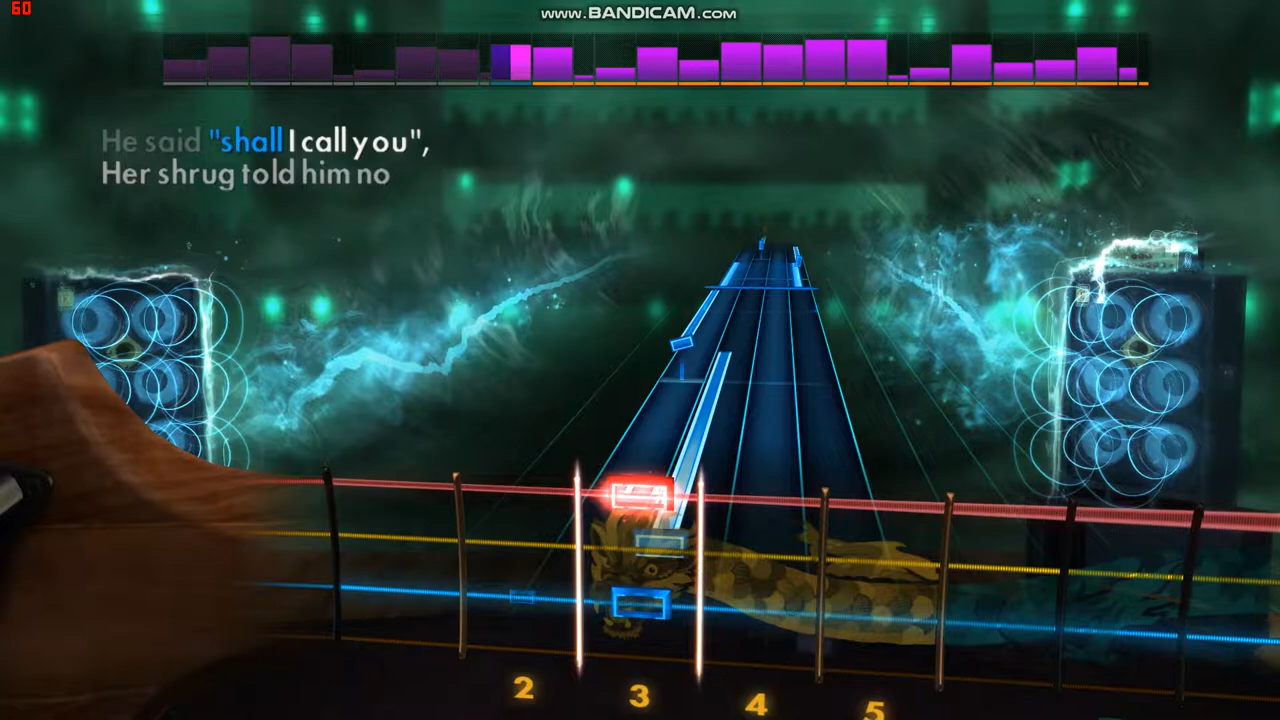 60
www.BANDICAM.com
He said "shall I call you",
Her shrug told him no
2 3 4 5